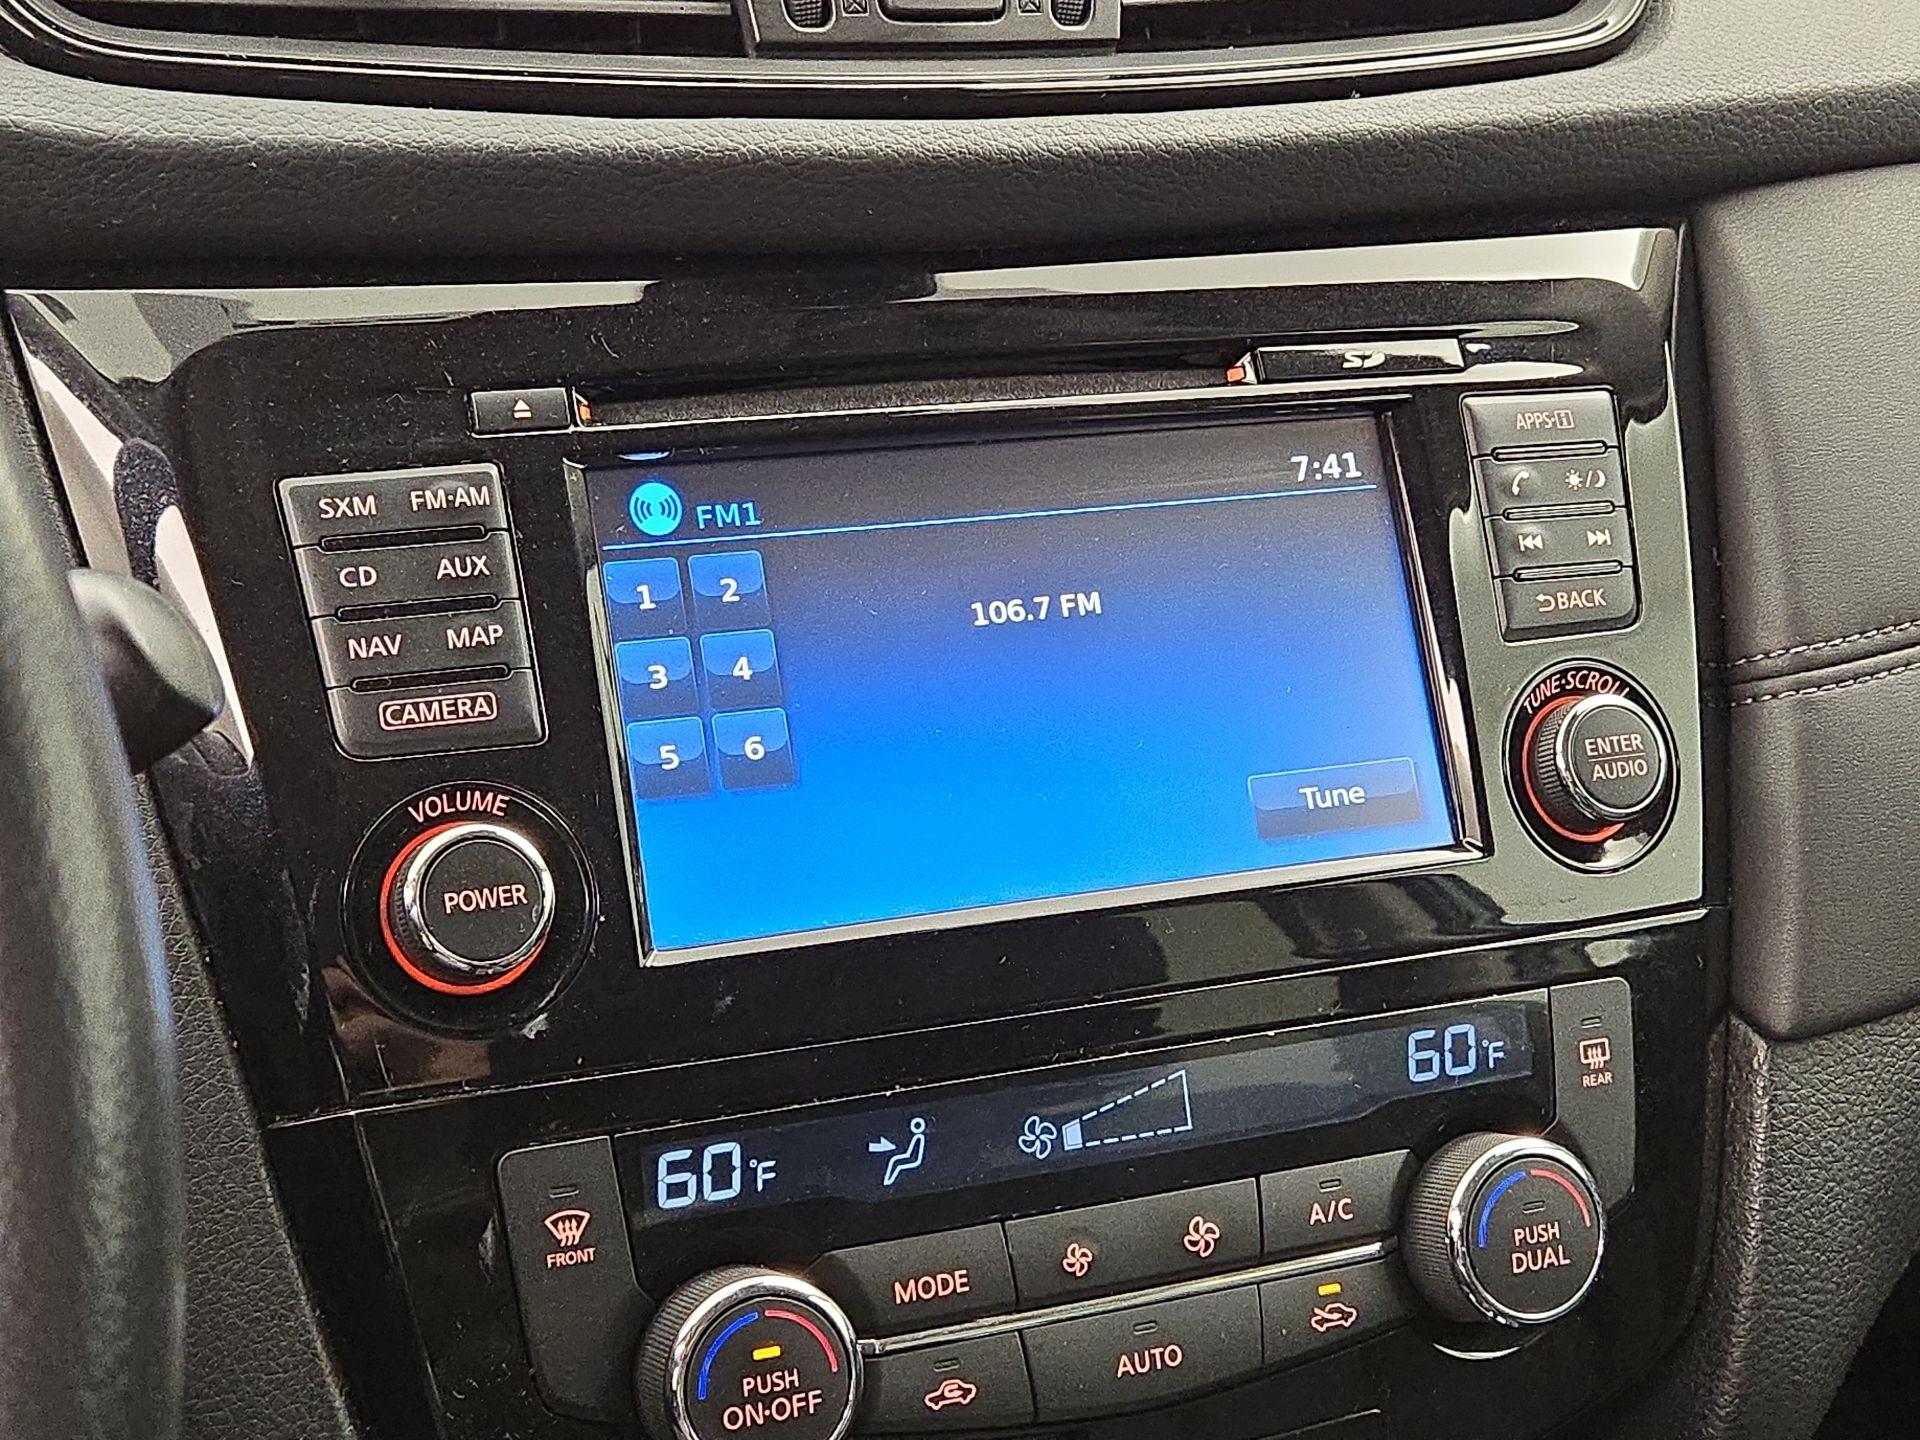 SD
APPS·i
SXM FM·AM
CD AUX
NAV MAP
CAMERA
VOLUME
POWER
7:41
FM1
1 2
3 4
5 6
106.7 FM
Tune
BACK
TUNE·SCROLL
ENTER
AUDIO
60°F
60°F
REAR
FRONT
MODE
A/C
AUTO
PUSH
ON·OFF
PUSH
DUAL